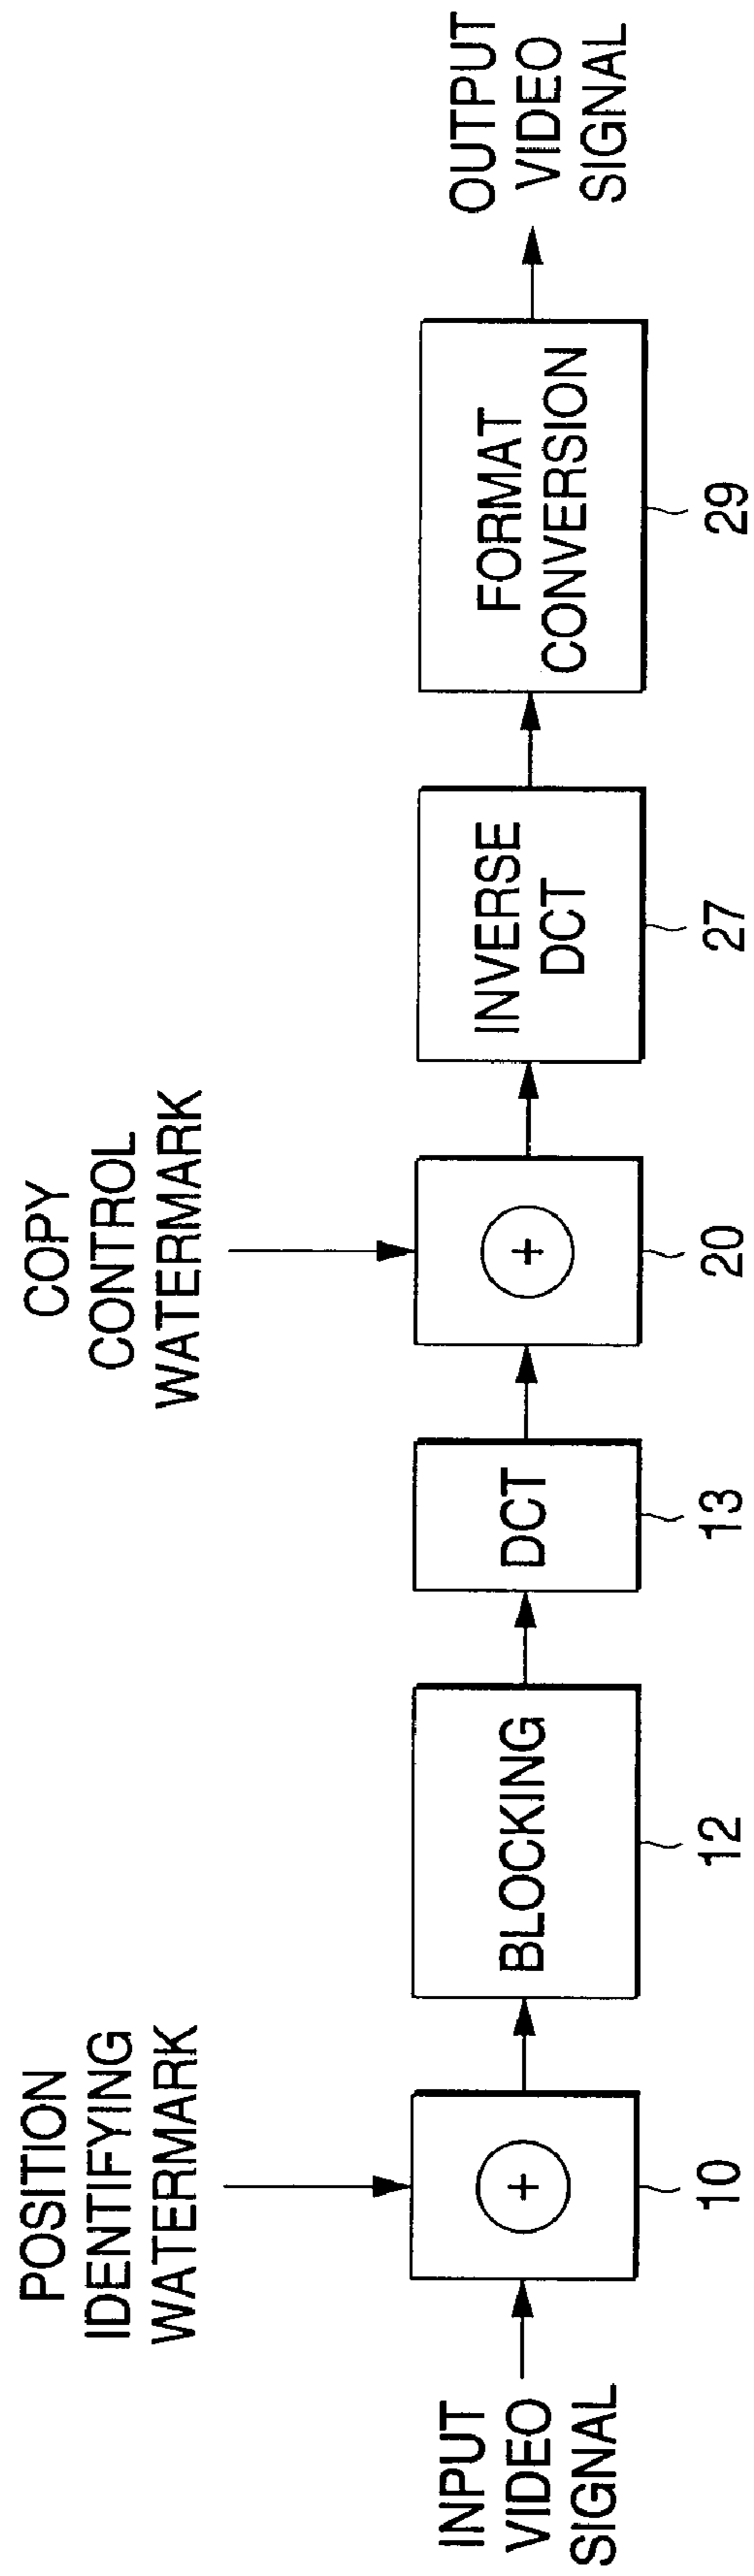 POSITION
IDENTIFYING
WATERMARK
COPY
CONTROL
WATERMARK
INPUT
VIDEO
SIGNAL
+
BLOCKING
DCT
+
INVERSE
DCT
FORMAT
CONVERSION
OUTPUT
VIDEO
SIGNAL
10
12
13
20
27
29